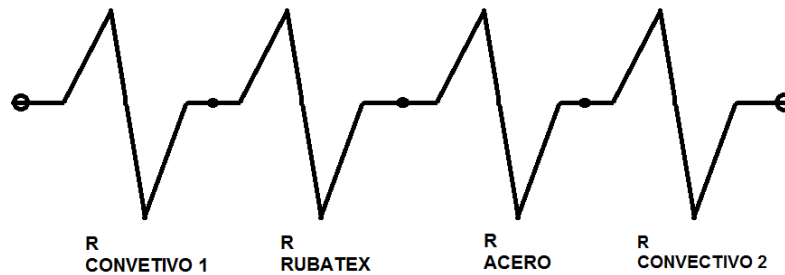 R
CONVETIVO 1
R
RUBATEX
R
ACERO
R
CONVECTIVO 2